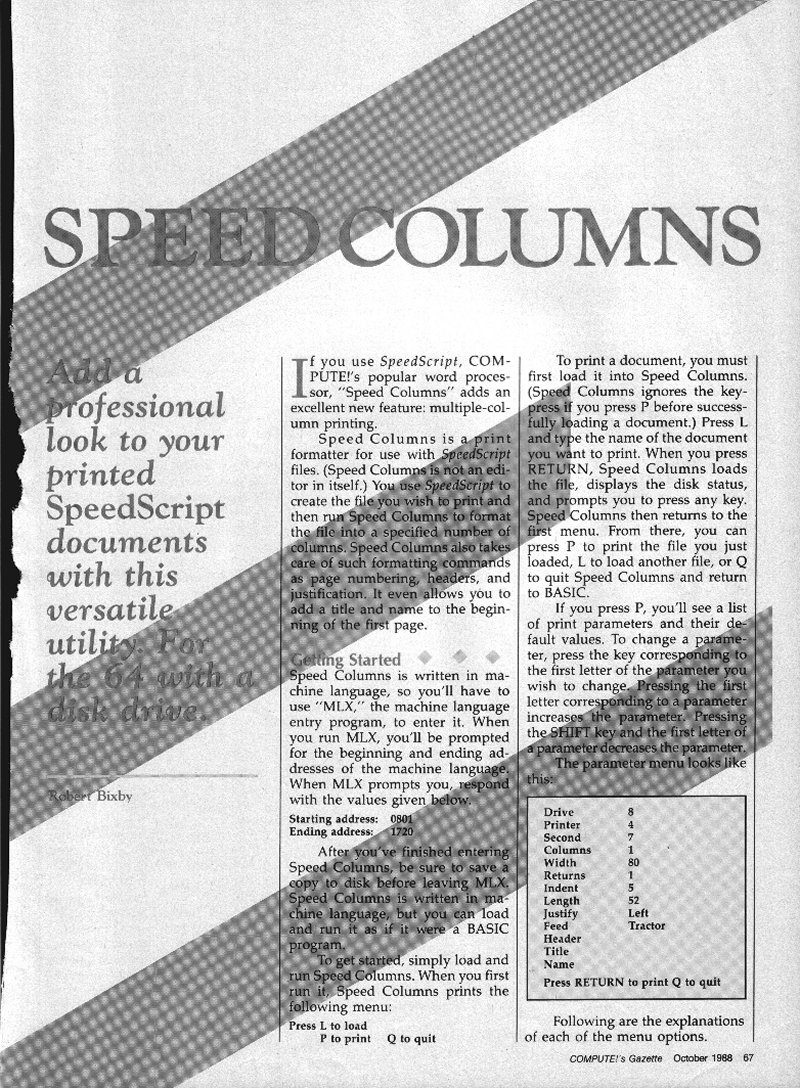 SPEED COLUMNS
Add a
professional
look to your
printed
SpeedScript
documents
with this
versatile
utility. For
the 64 with a
disk drive.
Robert Bixby
If you use SpeedScript, COM-
PUTE!'s popular word proces-
sor, "Speed Columns" adds an
excellent new feature: multiple-col-
umn printing.
Speed Columns is a print
formatter for use with SpeedScript
files. (Speed Columns is not an edi-
tor in itself.) You use SpeedScript to
create the file you wish to print and
then run Speed Columns to format
the file into a specified number of
columns. Speed Columns also takes
care of such formatting commands
as page numbering, headers, and
justification. It even allows you to
add a title and name to the begin-
ning of the first page.
Getting Started
Speed Columns is written in ma-
chine language, so you'll have to
use "MLX," the machine language
entry program, to enter it. When
you run MLX, you'll be prompted
for the beginning and ending ad-
dresses of the machine language.
When MLX prompts you, respond
with the values given below.
Starting address: 0801
Ending address: 1720
After you've finished entering
Speed Columns, be sure to save a
copy to disk before leaving MLX.
Speed Columns is written in ma-
chine language, but you can load
and run it as if it were a BASIC
program.
To get started, simply load and
run Speed Columns. When you first
run it, Speed Columns prints the
following menu:
Press L to load
P to print Q to quit
To print a document, you must
first load it into Speed Columns.
(Speed Columns ignores the key-
press if you press P before success-
fully loading a document.) Press L
and type the name of the document
you want to print. When you press
RETURN, Speed Columns loads
the file, displays the disk status,
and prompts you to press any key.
Speed Columns then returns to the
first menu. From there, you can
press P to print the file you just
loaded, L to load another file, or Q
to quit Speed Columns and return
to BASIC.
If you press P, you'll see a list
of print parameters and their de-
fault values. To change a parame-
ter, press the key corresponding to
the first letter of the parameter you
wish to change. Pressing the first
letter corresponding to a parameter
increases the parameter. Pressing
the SHIFT key and the first letter of
a parameter decreases the parameter.
The parameter menu looks like
this:
Drive 8
Printer 4
Second 7
Columns 1
Width 80
Returns 1
Indent 5
Length 52
Justify Left
Feed Tractor
Header
Title
Name
Press RETURN to print Q to quit
Following are the explanations
of each of the menu options.
COMPUTE!'s Gazette October 1988 67